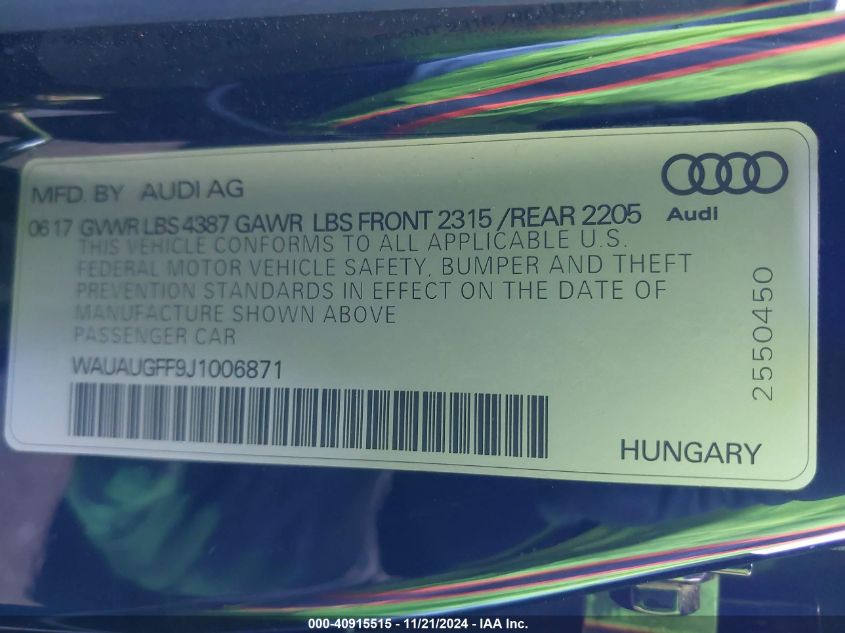 MFD. BY AUDI AG
Audi
06 17 GVWR LBS 4387 GAWR LBS FRONT 2315 /REAR 2205
THIS VEHICLE CONFORMS TO ALL APPLICABLE U.S.
FEDERAL MOTOR VEHICLE SAFETY, BUMPER AND THEFT
PREVENTION STANDARDS IN EFFECT ON THE DATE OF
MANUFACTURE SHOWN ABOVE
PASSENGER CAR
WAUAUGFF9J1006871
2550450
HUNGARY
000-40915515 - 11/21/2024 - IAA Inc.